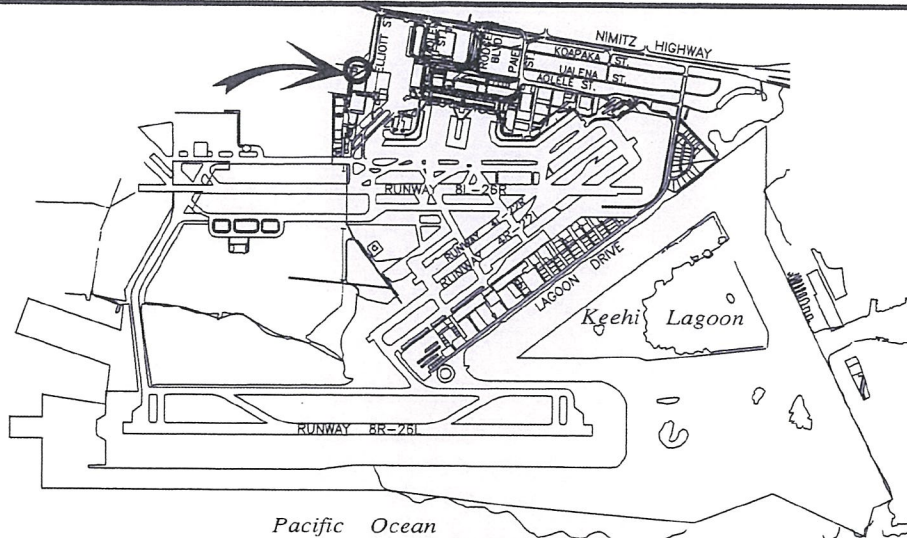 NIMITZ HIGHWAY
ELLIOTT ST.
RODGERS BLVD
PAIEA ST.
KOAPAKA ST.
UALENA ST.
AOLELE ST.
RUNWAY 8L-26R
RUNWAY 4L 22R
RUNWAY 4R 22L
LAGOON DRIVE
Keehi Lagoon
RUNWAY 8R-26L
Pacific Ocean